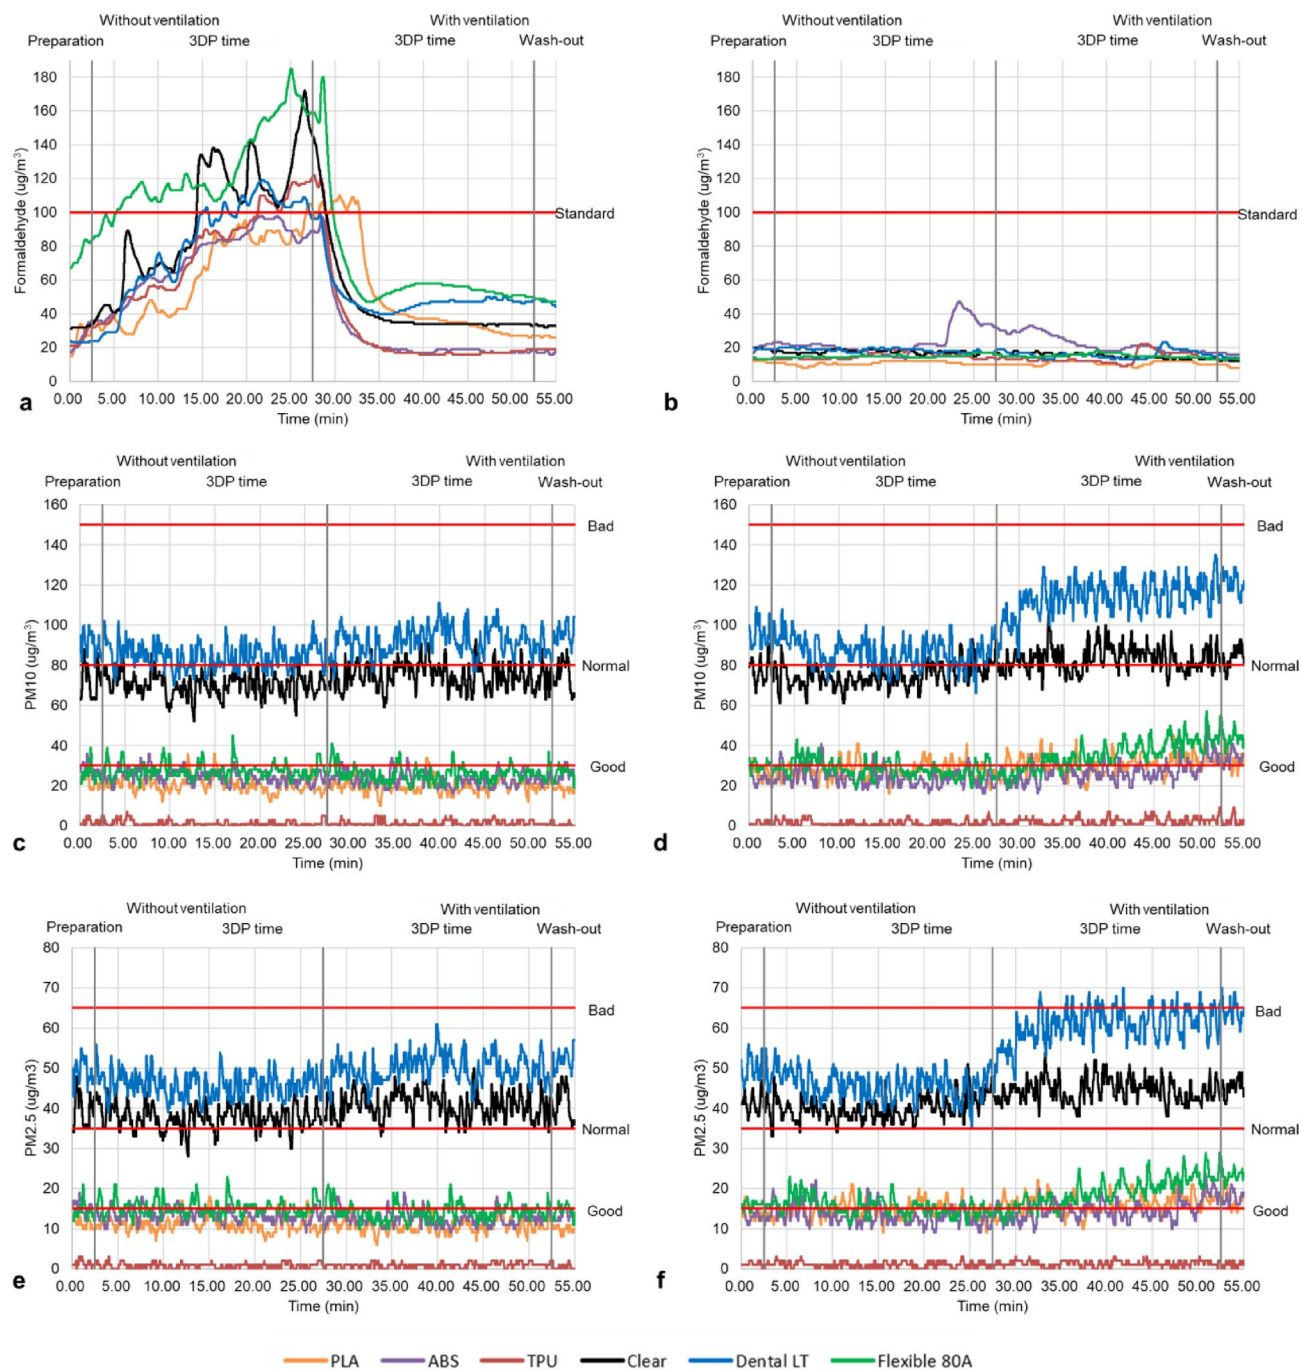 Without ventilation With ventilation
Preparation 3DP time 3DP time Wash-out
180
160
140
120
100
80
60
40
20
0
Formaldehyde (ug/m³)
Standard
0.00 5.00 10.00 15.00 20.00 25.00 30.00 35.00 40.00 45.00 50.00 55.00
Time (min)
a
Without ventilation With ventilation
Preparation 3DP time 3DP time Wash-out
180
160
140
120
100
80
60
40
20
0
Formaldehyde (ug/m³)
Standard
0.00 5.00 10.00 15.00 20.00 25.00 30.00 35.00 40.00 45.00 50.00 55.00
Time (min)
b
Without ventilation With ventilation
Preparation 3DP time 3DP time Wash-out
160
140
120
100
80
60
40
20
0
PM10 (ug/m³)
Bad
Normal
Good
0.00 5.00 10.00 15.00 20.00 25.00 30.00 35.00 40.00 45.00 50.00 55.00
Time (min)
c
Without ventilation With ventilation
Preparation 3DP time 3DP time Wash-out
160
140
120
100
80
60
40
20
0
PM10 (ug/m³)
Bad
Normal
Good
0.00 5.00 10.00 15.00 20.00 25.00 30.00 35.00 40.00 45.00 50.00 55.00
Time (min)
d
Without ventilation With ventilation
Preparation 3DP time 3DP time Wash-out
80
70
60
50
40
30
20
10
0
PM2.5 (ug/m3)
Bad
Normal
Good
0.00 5.00 10.00 15.00 20.00 25.00 30.00 35.00 40.00 45.00 50.00 55.00
Time (min)
e
Without ventilation With ventilation
Preparation 3DP time 3DP time Wash-out
80
70
60
50
40
30
20
10
0
PM2.5 (ug/m3)
Bad
Normal
Good
0.00 5.00 10.00 15.00 20.00 25.00 30.00 35.00 40.00 45.00 50.00 55.00
Time (min)
f
PLA ABS TPU Clear Dental LT Flexible 80A